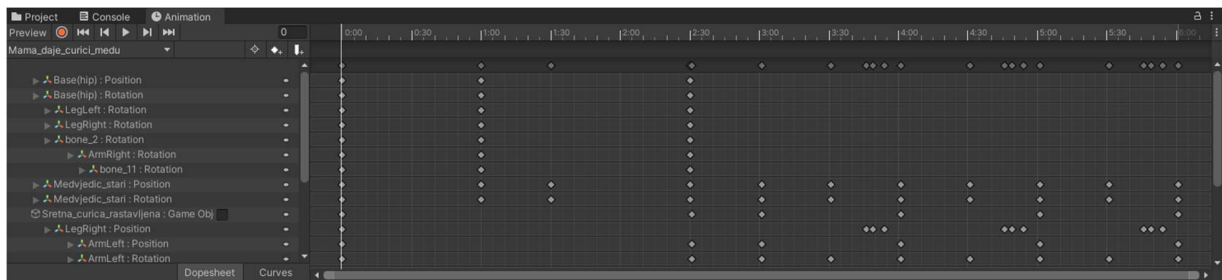 Project Console Animation
Preview 0 0:00 0:30 1:00 1:30 2:00 2:30 3:00 3:30 4:00 4:30 5:00 5:30 6:00
Mama_daje_curici_medu
Base(hip) : Position
Base(hip) : Rotation
LegLeft : Rotation
LegRight : Rotation
bone_2 : Rotation
ArmRight : Rotation
bone_11 : Rotation
Medvjedic_stari : Position
Medvjedic_stari : Rotation
Sretna_curica_rastavljena : Game Obj
LegRight : Position
ArmLeft : Position
ArmLeft : Rotation
Dopesheet Curves